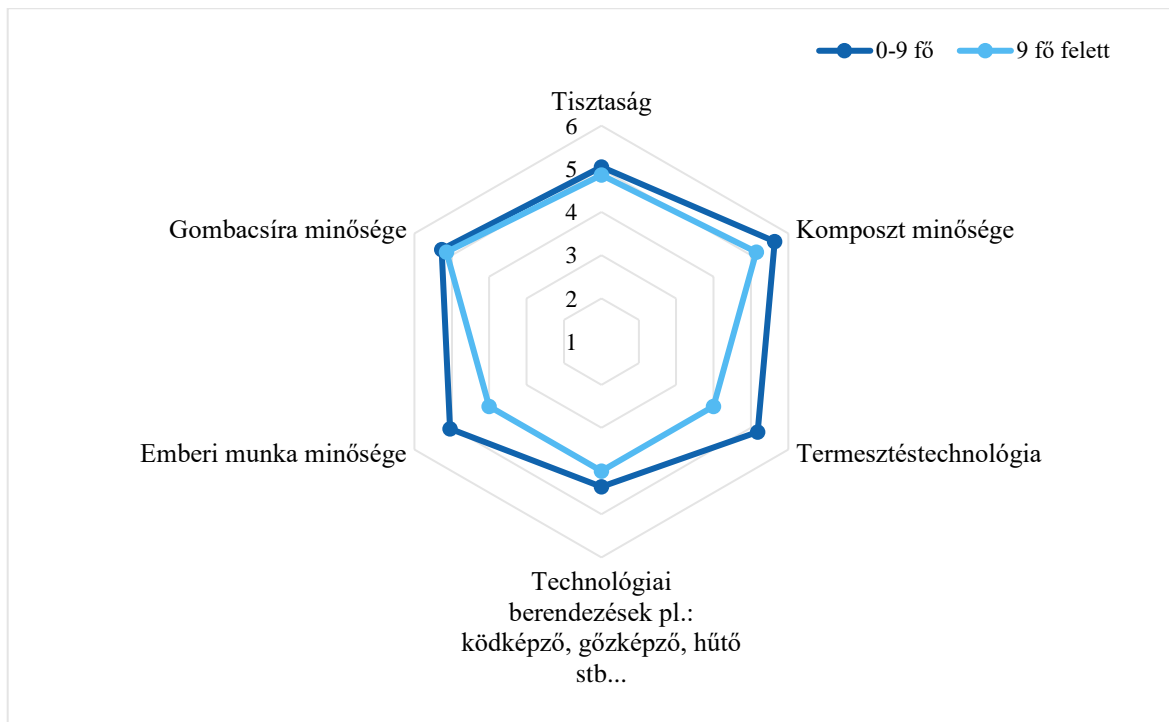 0-9 fő
9 fő felett
Tisztaság
6
5
4
3
2
1
Gombacsíra minősége
Komposzt minősége
Emberi munka minősége
Termesztéstechnológia
Technológiai
berendezések pl.:
ködképző, gőzképző, hűtő
stb...